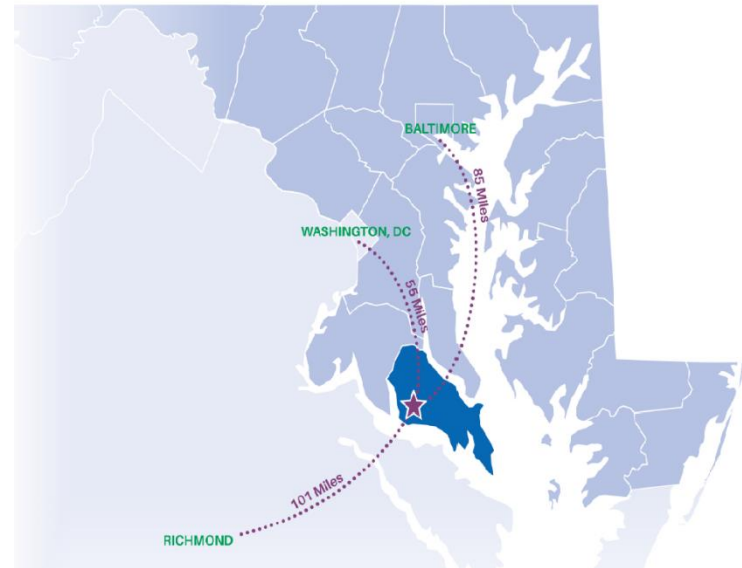 BALTIMORE
85 Miles
WASHINGTON, DC
55 Miles
101 Miles
RICHMOND